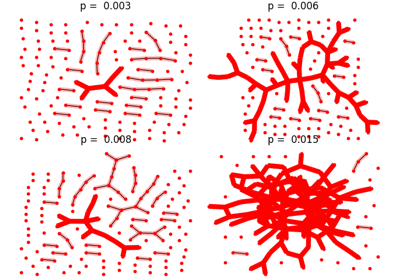 p =  0.003
p =  0.006
p =  0.008
p =  0.015